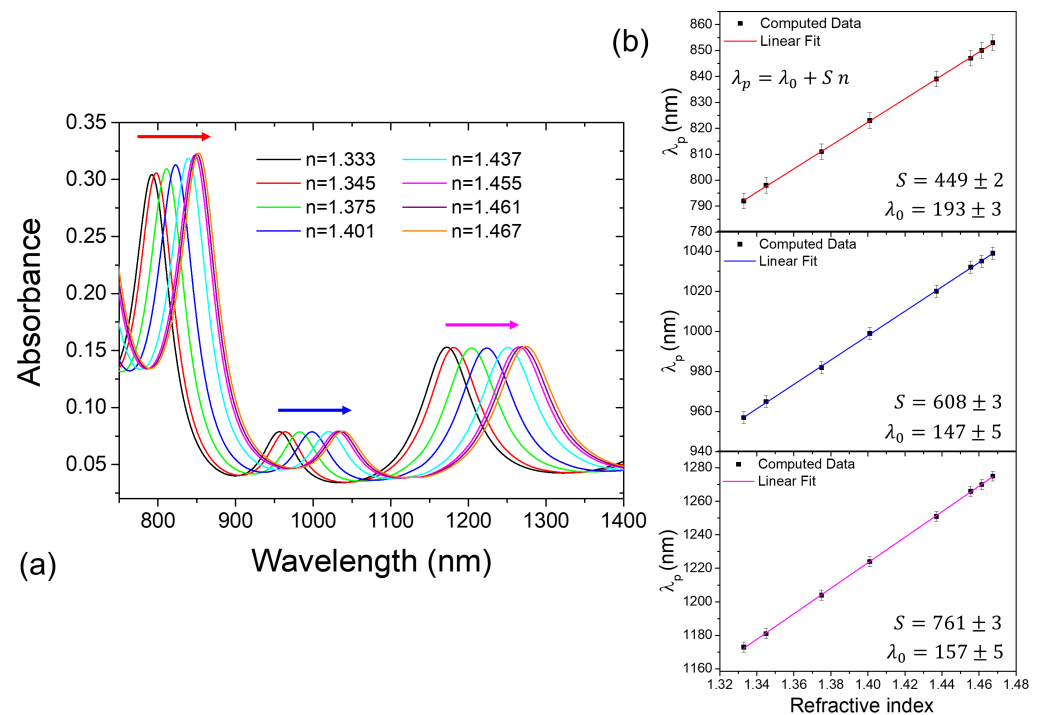 (a)
Absorbance
0.35
0.30
0.25
0.20
0.15
0.10
0.05
n=1.333
n=1.345
n=1.375
n=1.401
n=1.437
n=1.455
n=1.461
n=1.467
800 900 1000 1100 1200 1300 1400
Wavelength (nm)
(b)
λp (nm)
860
850
840
830
820
810
800
790
780
Computed Data
Linear Fit
λp = λ0 + S n
S = 449 ± 2
λ0 = 193 ± 3
λp (nm)
1040
1020
1000
980
960
940
Computed Data
Linear Fit
S = 608 ± 3
λ0 = 147 ± 5
λp (nm)
1280
1260
1240
1220
1200
1180
1160
Computed Data
Linear Fit
S = 761 ± 3
λ0 = 157 ± 5
1.32 1.34 1.36 1.38 1.40 1.42 1.44 1.46 1.48
Refractive index